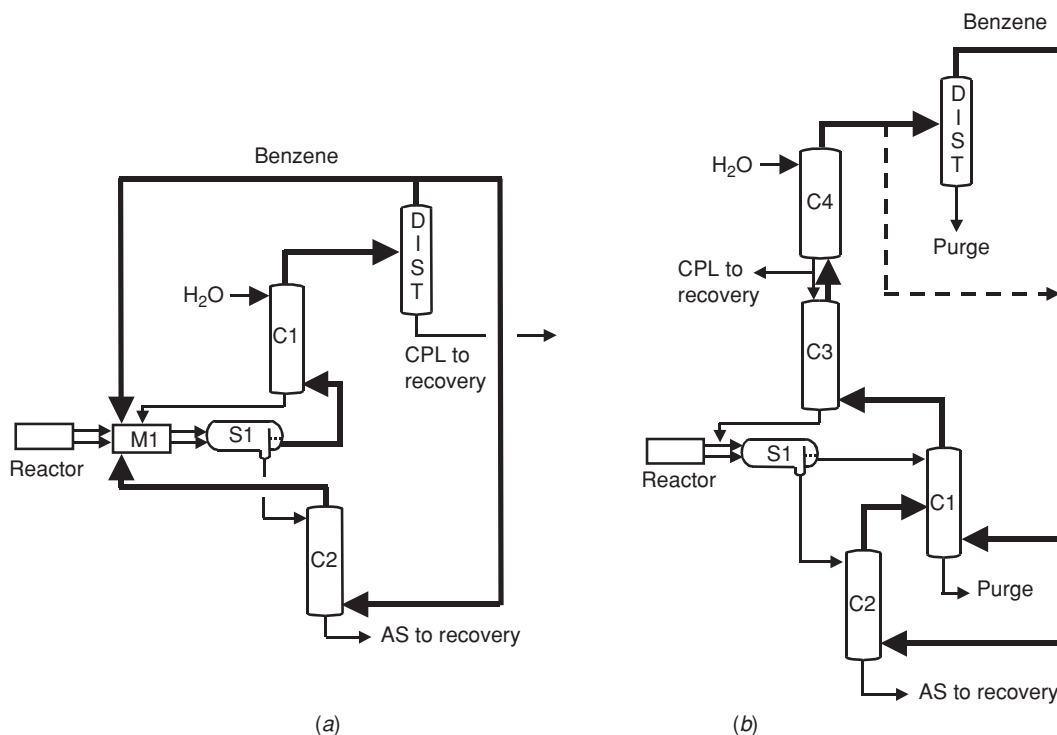 Benzene
D
I
S
T
H₂O
C1
CPL to
recovery
M1
S1
Reactor
C2
AS to recovery
(a)
Benzene
D
I
S
T
H₂O
C4
Purge
CPL to
recovery
C3
S1
Reactor
C1
Purge
C2
AS to recovery
(b)